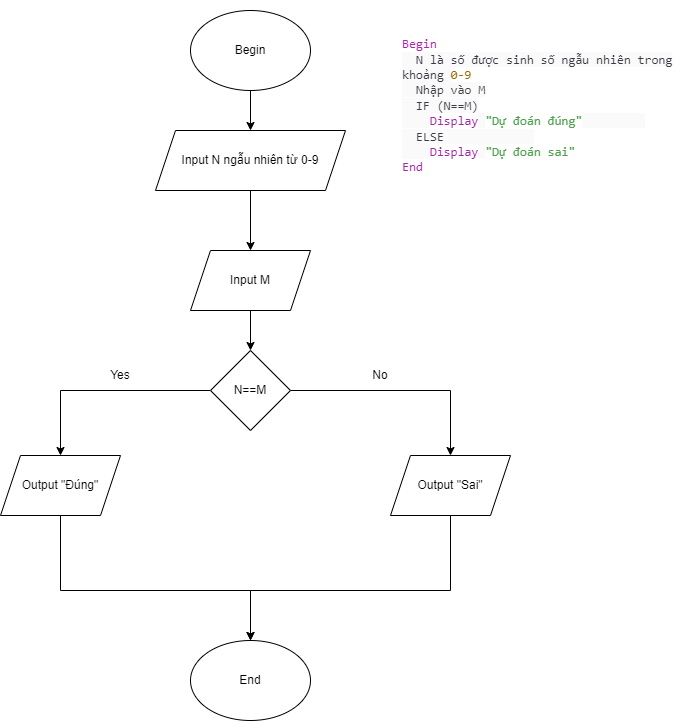 Begin
Input N ngẫu nhiên từ 0-9
Input M
N==M
Yes
No
Output "Đúng"
Output "Sai"
End
Begin
N là số được sinh số ngẫu nhiên trong
khoảng 0-9
Nhập vào M
IF (N==M)
Display "Dự đoán đúng"
ELSE
Display "Dự đoán sai"
End